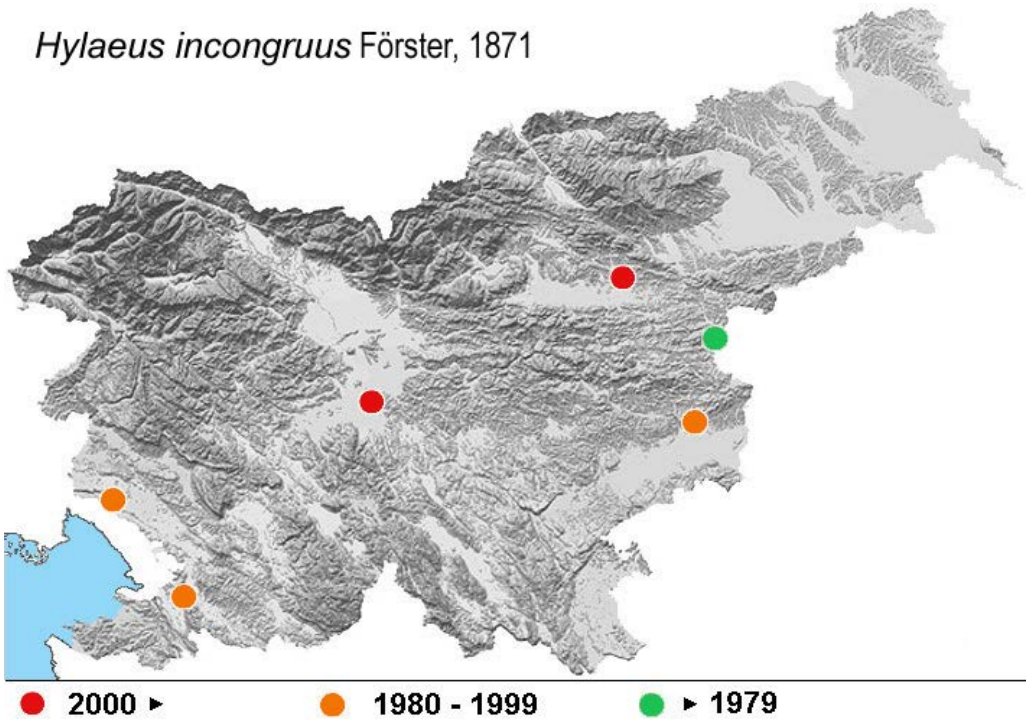 Hylaeus incongruus Förster, 1871
2000 ► 1980 - 1999 ► 1979